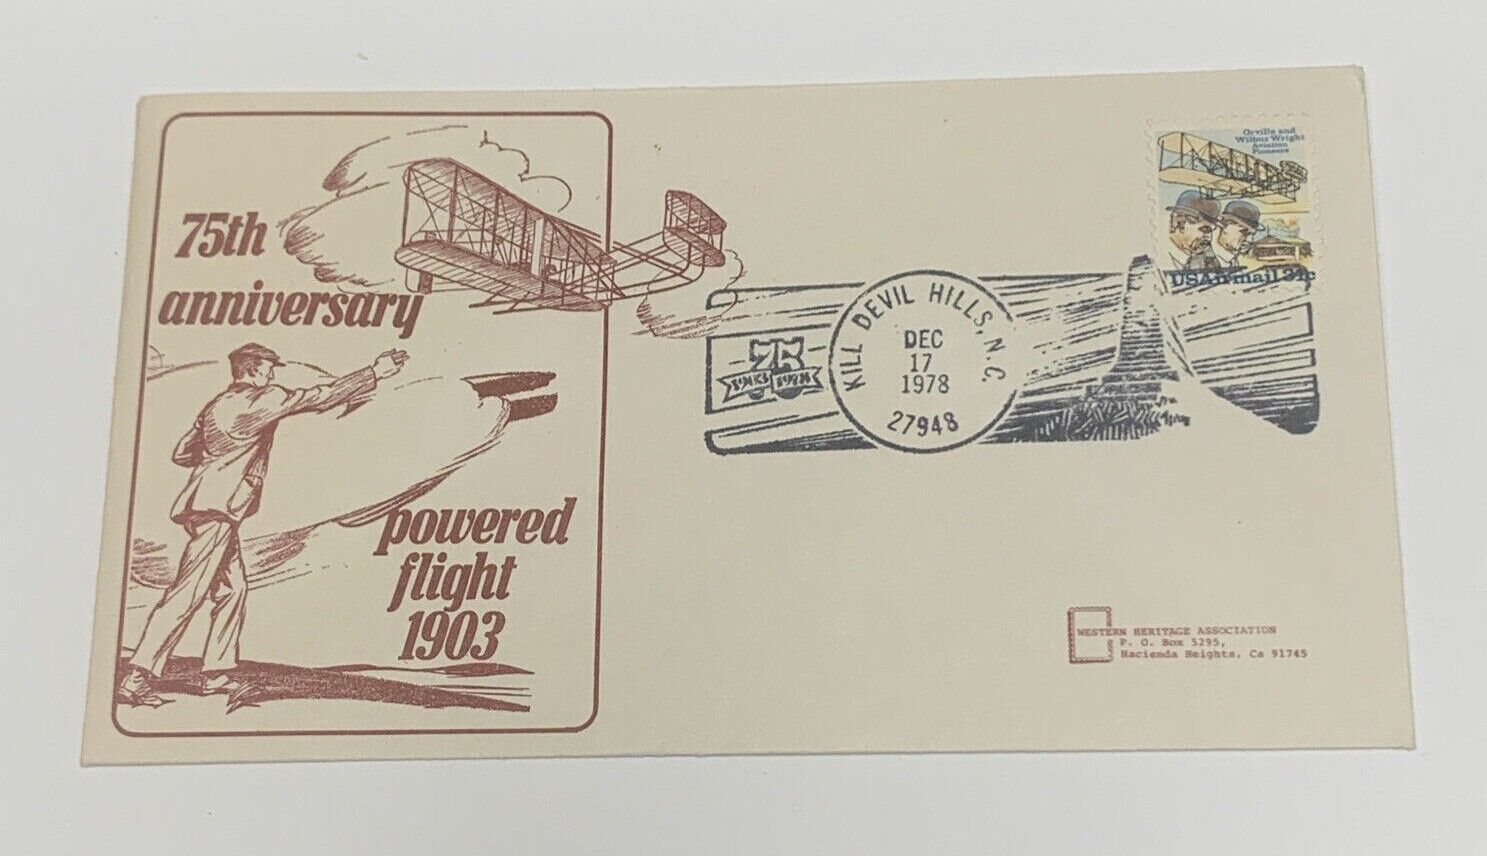 75th
anniversary
powered
flight
1903
Orville and
Wilbur Wright
Aviation
Pioneers
USAirmail 21c
75
1903 1978
KILL DEVIL HILLS, N.C.
DEC
17
1978
27948
WESTERN HERITAGE ASSOCIATION
P. O. Box 5295,
Hacienda Heights, Ca 91745